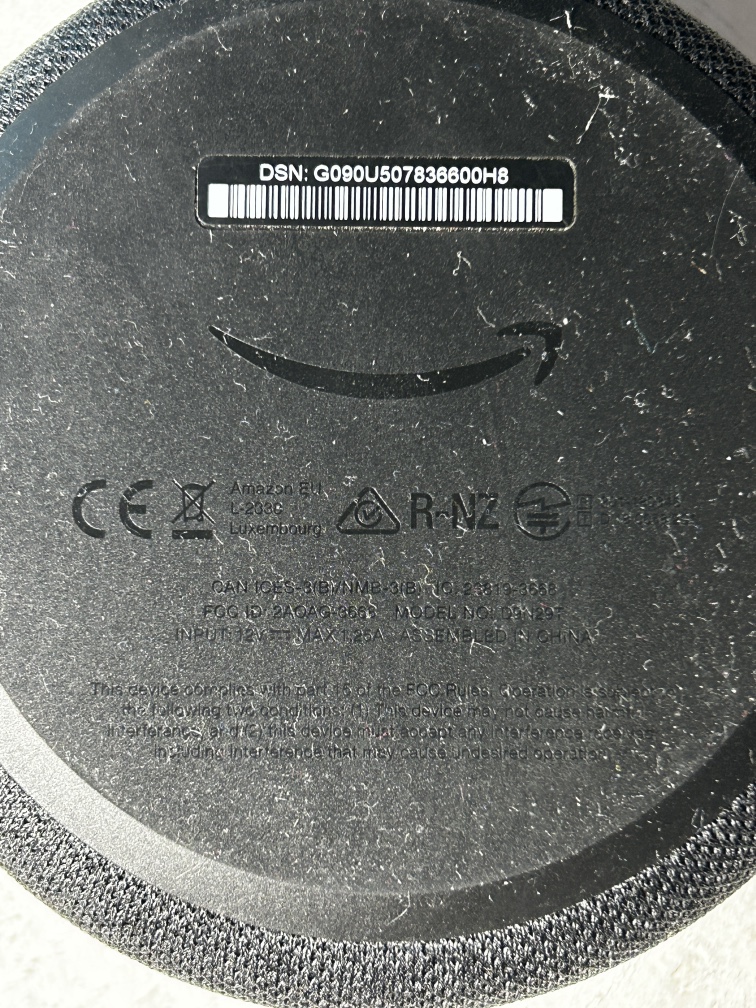 DSN: G090U507836600H8
CE
Amazon EU
Luxembourg
R-NZ
CAN ICES-3(B)/NMB-3(B)
FCC ID: MODEL NO: D9N29T
INPUT: 12V MAX 1.25A ASSEMBLED IN CHINA
This device complies with part 15 of the FCC Rules. Operation is subject to
the following two conditions: (1) This device may not cause harmful
interference, and (2) this device must accept any interference received,
including interference that may cause undesired operation.